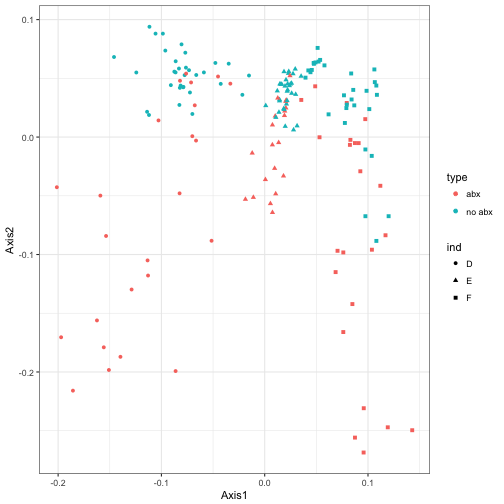 0.1
0.0
-0.1
-0.2
Axis2
-0.2
-0.1
0.0
0.1
Axis1
type
abx
no abx
ind
D
E
F